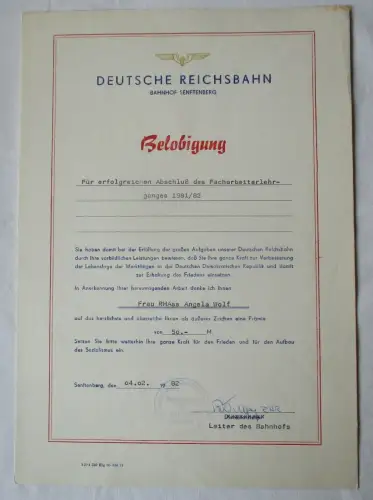 DEUTSCHE REICHSBAHN
BAHNHOF SENFTENBERG
Belobigung
Für erfolgreichen Abschluß des Facharbeiterlehr-
ganges 1981/82
Sie haben damit bei der Erfüllung der großen Aufgaben unserer Deutschen Reichsbahn
durch Ihre vorbildlichen Leistungen bewiesen, daß Sie Ihre ganze Kraft zur Verbesserung
der Lebenslage der Werktätigen in der Deutschen Demokratischen Republik und damit
zur Erhaltung des Friedens einsetzen.
In Anerkennung Ihrer hervorragenden Arbeit danke ich Ihnen
Frau RHAss Angela Wolf
auf das herzlichste und überreiche Ihnen als äußeres Zeichen eine Prämie
von 50.- M
Setzen Sie bitte weiterhin Ihre ganze Kraft für den Frieden und für den Aufbau
des Sozialismus ein.
Senftenberg, den 04.02. 19 82
Leiter des Bahnhofs